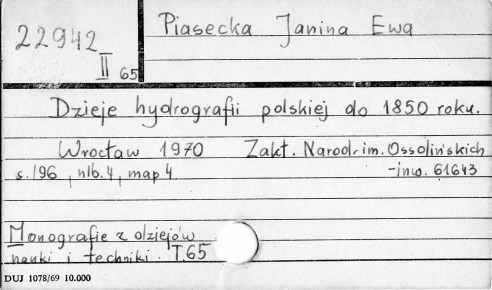 22942
II 65
Piasecka Janina Ewa
Dzieje hydrografii polskiej do 1850 roku.
Wrocław 1970 Zakł. Narod. im. Ossolińskich
s. 196, nlb. 4, map 4 -inw. 61643
Monografie z dziejów
nauki i techniki. T. 65
DUJ 1078/69 10.000